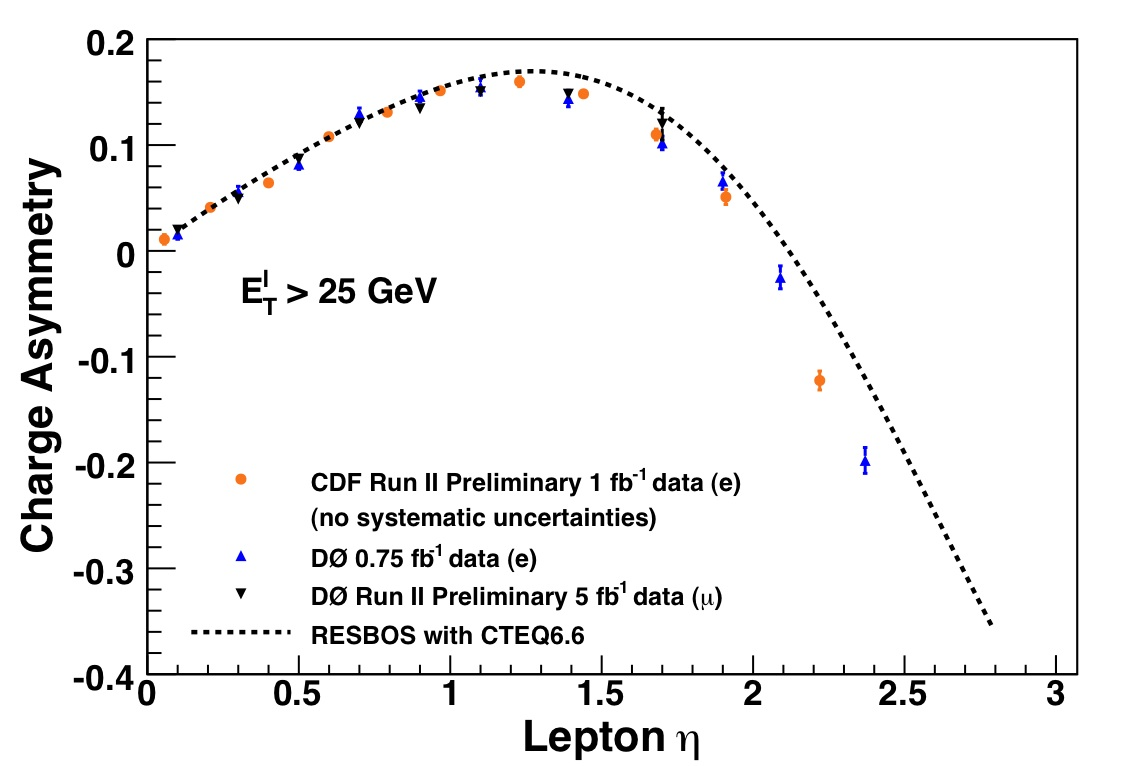 0.2
0.1
0
-0.1
-0.2
-0.3
-0.4
Charge Asymmetry
E_T^l > 25 GeV
CDF Run II Preliminary 1 fb⁻¹ data (e)
(no systematic uncertainties)
DØ 0.75 fb⁻¹ data (e)
DØ Run II Preliminary 5 fb⁻¹ data (μ)
RESBOS with CTEQ6.6
0 0.5 1 1.5 2 2.5 3
Lepton η